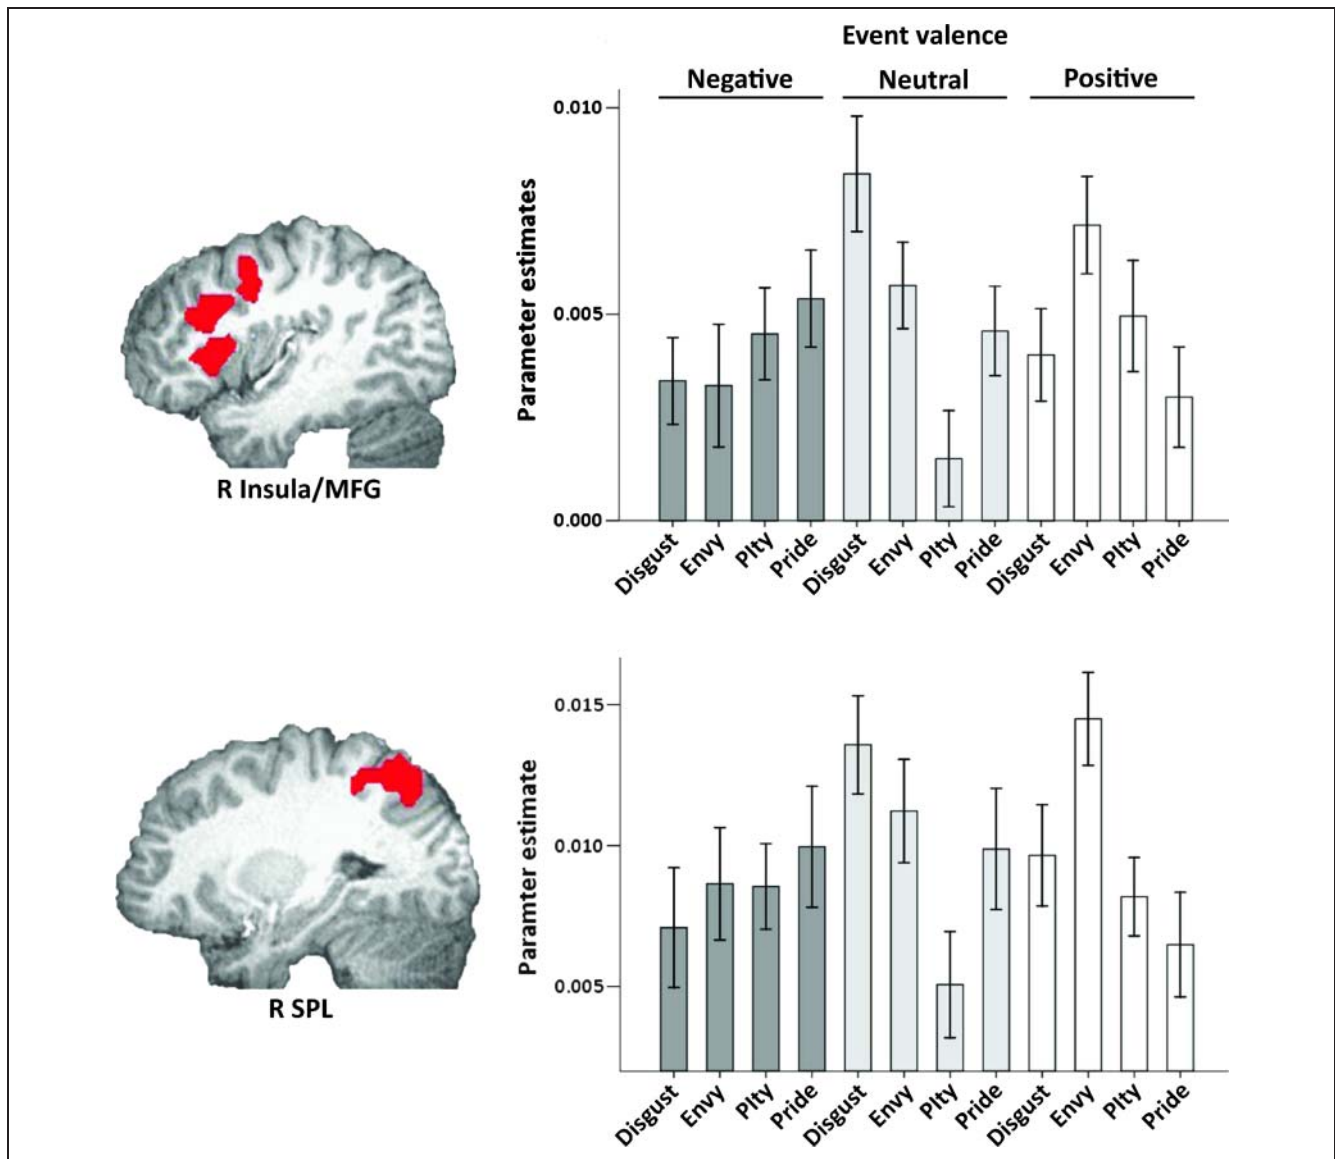 Event valence
Negative Neutral Positive
Parameter estimates
0.010
0.005
0.000
Disgust Envy PIty Pride Disgust Envy PIty Pride Disgust Envy PIty Pride
R Insula/MFG
Paramter estimate
0.015
0.010
0.005
Disgust Envy PIty Pride Disgust Envy PIty Pride Disgust Envy PIty Pride
R SPL